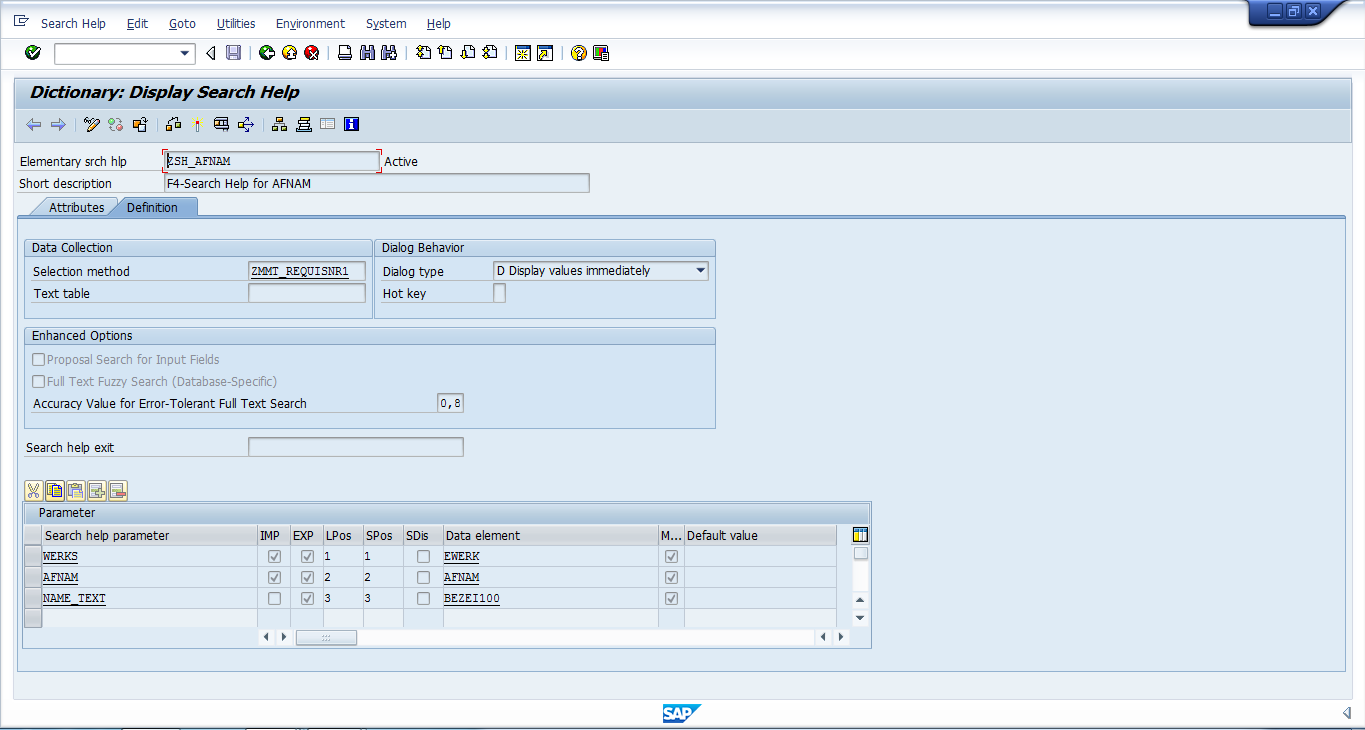 Search Help Edit Goto Utilities Environment System Help
Dictionary: Display Search Help
Elementary srch hlp ZSH_AFNAM Active
Short description F4-Search Help for AFNAM
Attributes Definition
Data Collection Dialog Behavior
Selection method ZMMT_REQUISNR1 Dialog type D Display values immediately
Text table Hot key
Enhanced Options
Proposal Search for Input Fields
Full Text Fuzzy Search (Database-Specific)
Accuracy Value for Error-Tolerant Full Text Search 0,8
Search help exit
Parameter
Search help parameter IMP EXP LPos SPos SDis Data element M... Default value
WERKS 1 1 EWERK
AFNAM 2 2 AFNAM
NAME_TEXT 3 3 BEZEI100
SAP